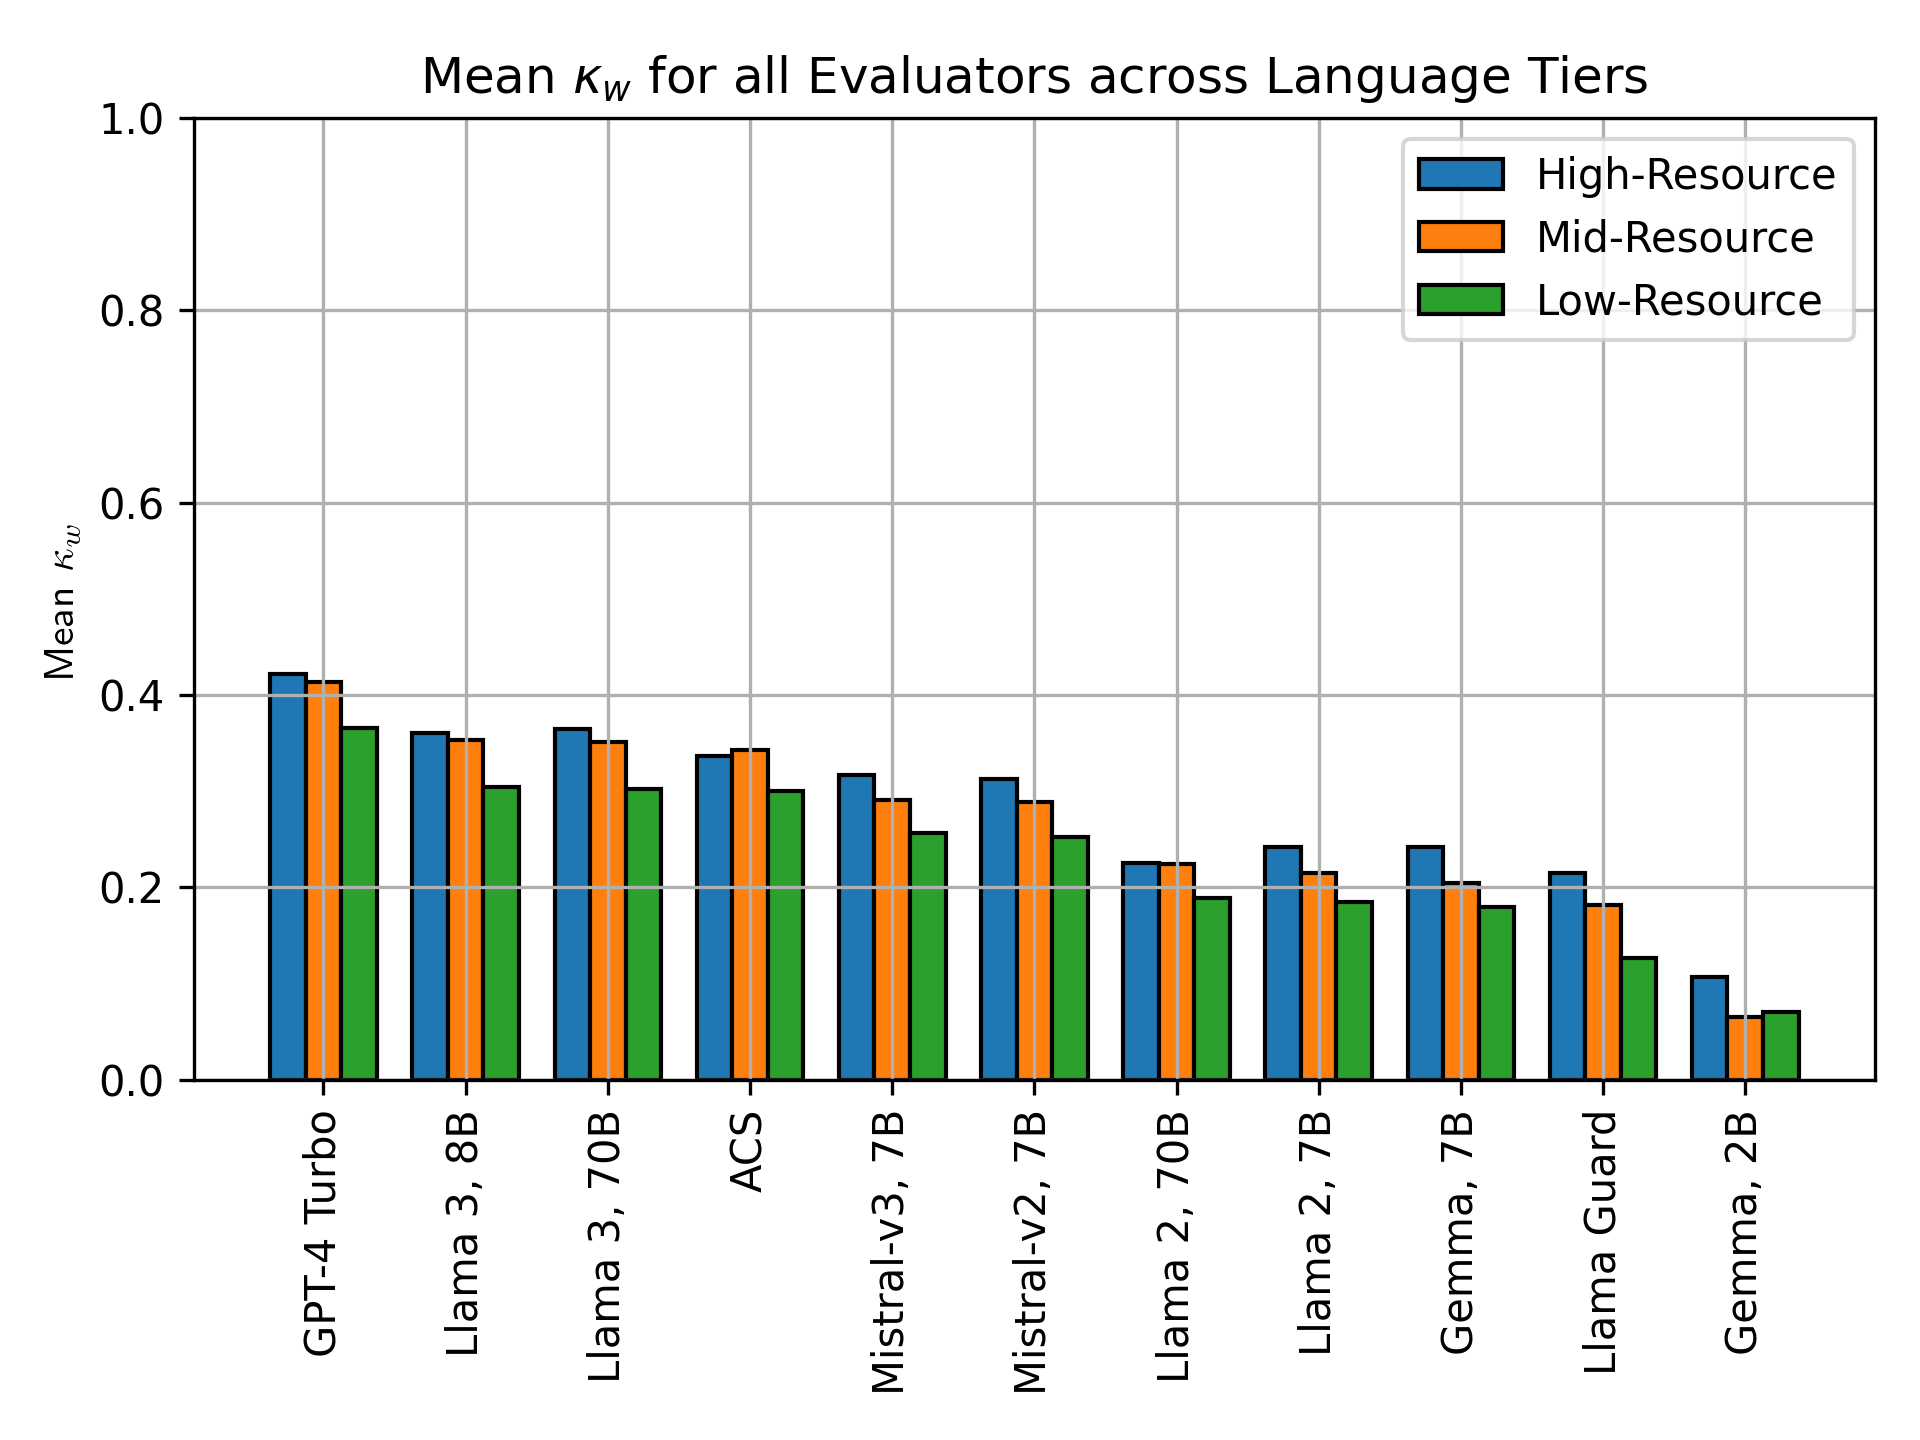 Mean κw for all Evaluators across Language Tiers
Mean κw
1.0
0.8
0.6
0.4
0.2
0.0
High-Resource
Mid-Resource
Low-Resource
GPT-4 Turbo
Llama 3, 8B
Llama 3, 70B
ACS
Mistral-v3, 7B
Mistral-v2, 7B
Llama 2, 70B
Llama 2, 7B
Gemma, 7B
Llama Guard
Gemma, 2B